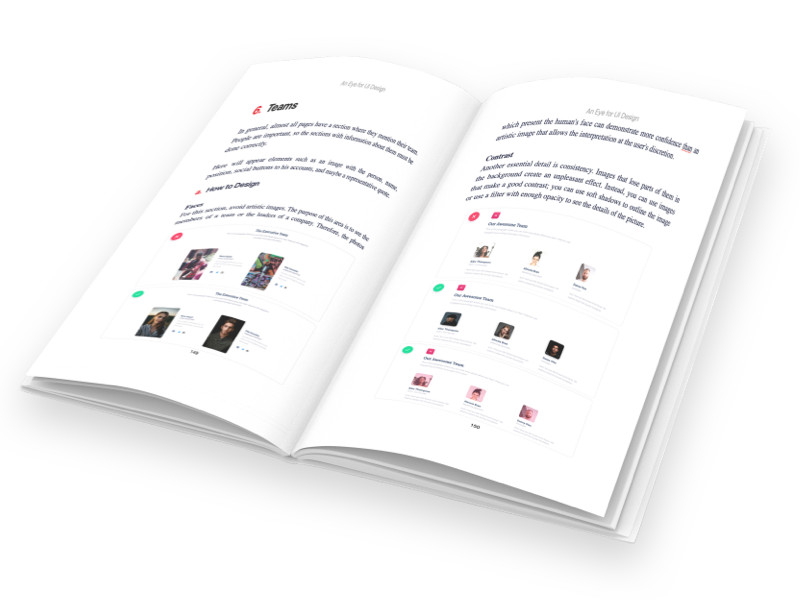 An Eye for UI Design
6. Teams
In general, almost all pages have a section where they mention their team.
People are important, so the sections with information about them must be
done correctly.
Here will appear elements such as an image with the person, name,
position, social buttons to his accounts, and maybe a representative quote.
How to Design
Faces
For this section, avoid artistic images. The purpose of this area is to see the
members of a team or the leaders of a company. Therefore, the photos
The Executive Team
The Executive Team
149
An Eye for UI Design
which present the human's face can demonstrate more confidence than an
artistic image that allows the interpretation at the user's discretion.
Contrast
Another essential detail is consistency. Images that lose parts of them in
the background create an unpleasant effect. Instead, you can use images
that make a good contrast; you can use soft shadows to outline the image
or use a filter with enough opacity to see the details of the picture.
Our Awesome Team
Our Awesome Team
Our Awesome Team
150